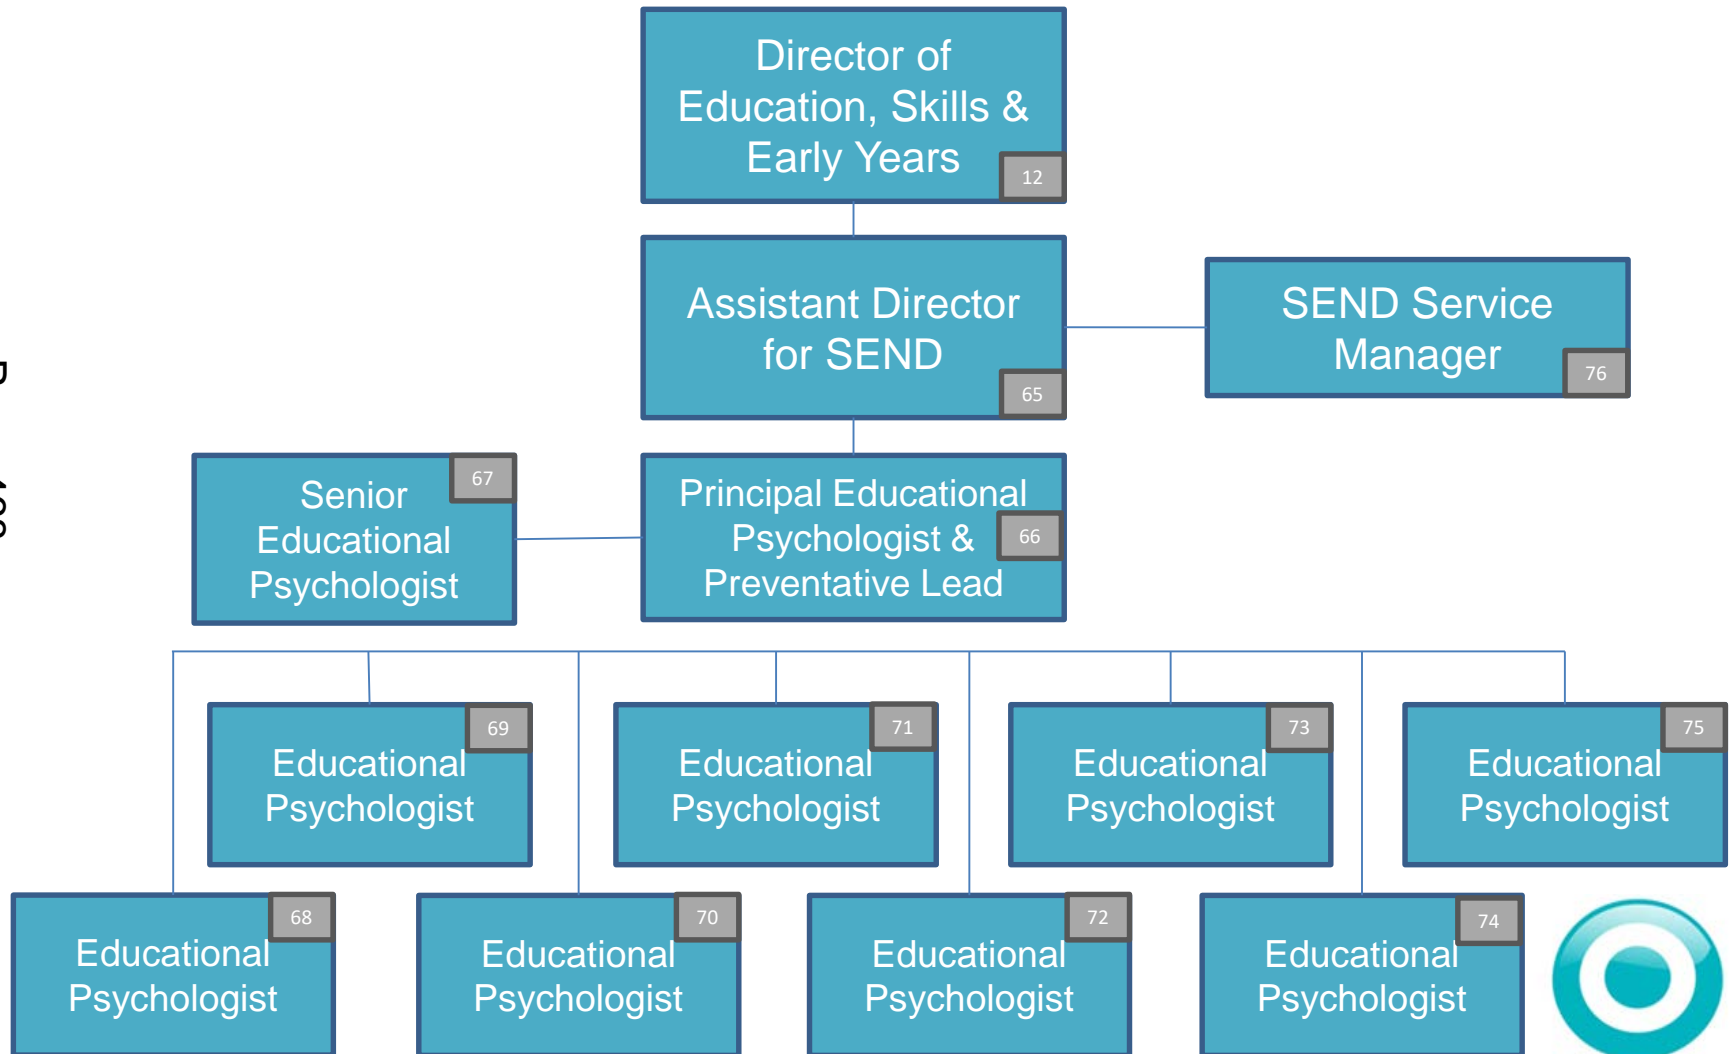 Director of
Education, Skills &
Early Years
12
Assistant Director
for SEND
65
SEND Service
Manager
76
67
Senior
Educational
Psychologist
Principal Educational
Psychologist &
Preventative Lead
66
69
Educational
Psychologist
71
Educational
Psychologist
73
Educational
Psychologist
75
Educational
Psychologist
68
Educational
Psychologist
70
Educational
Psychologist
72
Educational
Psychologist
74
Educational
Psychologist